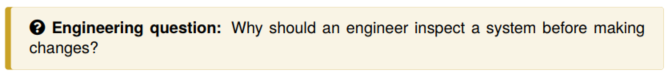 Engineering question: Why should an engineer inspect a system before making
changes?